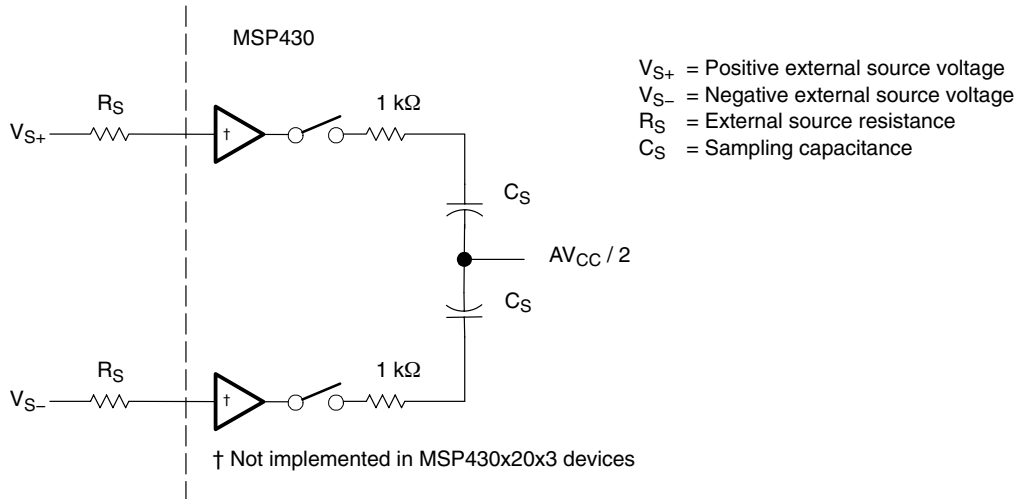 MSP430
V_S+ = Positive external source voltage
V_S− = Negative external source voltage
R_S = External source resistance
C_S = Sampling capacitance
R_S
1 kΩ
V_S+
†
C_S
AV_CC / 2
C_S
R_S
1 kΩ
V_S−
†
† Not implemented in MSP430x20x3 devices